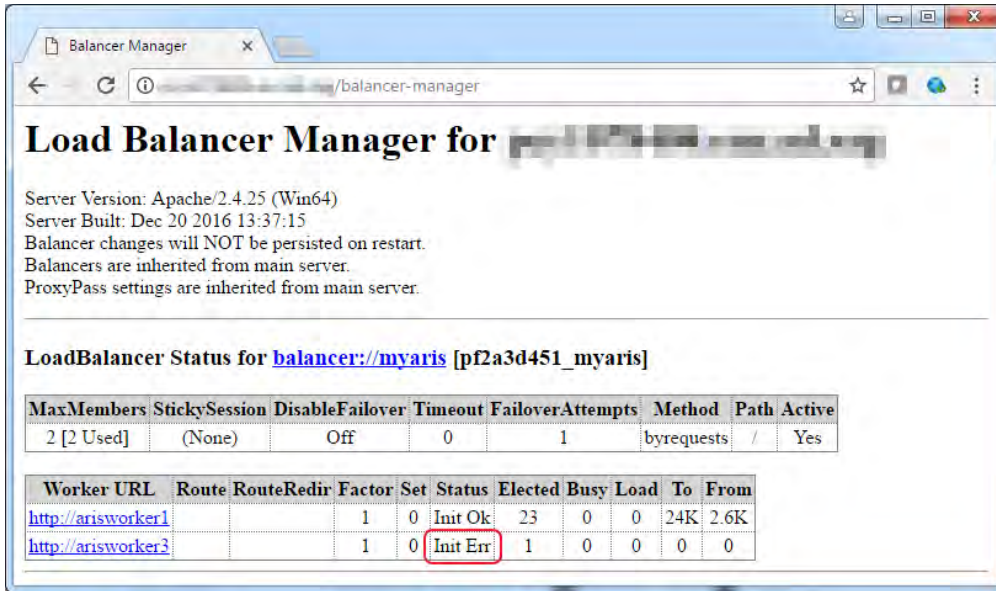 Balancer Manager
/balancer-manager
Load Balancer Manager for
Server Version: Apache/2.4.25 (Win64)
Server Built: Dec 20 2016 13:37:15
Balancer changes will NOT be persisted on restart.
Balancers are inherited from main server.
ProxyPass settings are inherited from main server.
LoadBalancer Status for balancer://myaris [pf2a3d451_myaris]
MaxMembers StickySession DisableFailover Timeout FailoverAttempts Method Path Active
2 [2 Used] (None) Off 0 1 byrequests / Yes
Worker URL Route RouteRedir Factor Set Status Elected Busy Load To From
http://arisworker1 1 0 Init Ok 23 0 0 24K 2.6K
http://arisworker3 1 0 Init Err 1 0 0 0 0